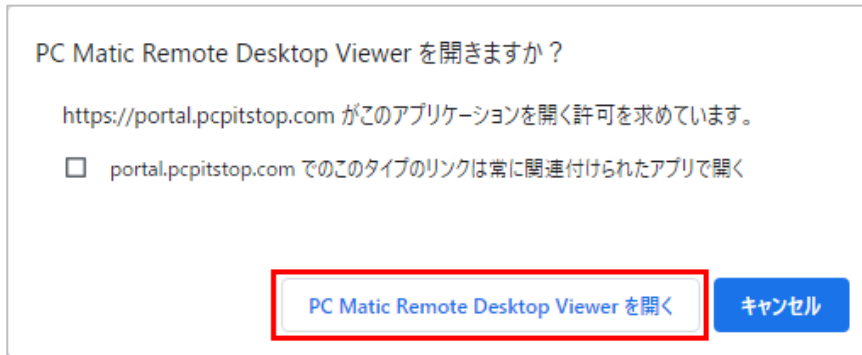 PC Matic Remote Desktop Viewer を開きますか？
https://portal.pcpitstop.com がこのアプリケーションを開く許可を求めています。
portal.pcpitstop.com でのこのタイプのリンクは常に関連付けられたアプリで開く
PC Matic Remote Desktop Viewer を開く キャンセル